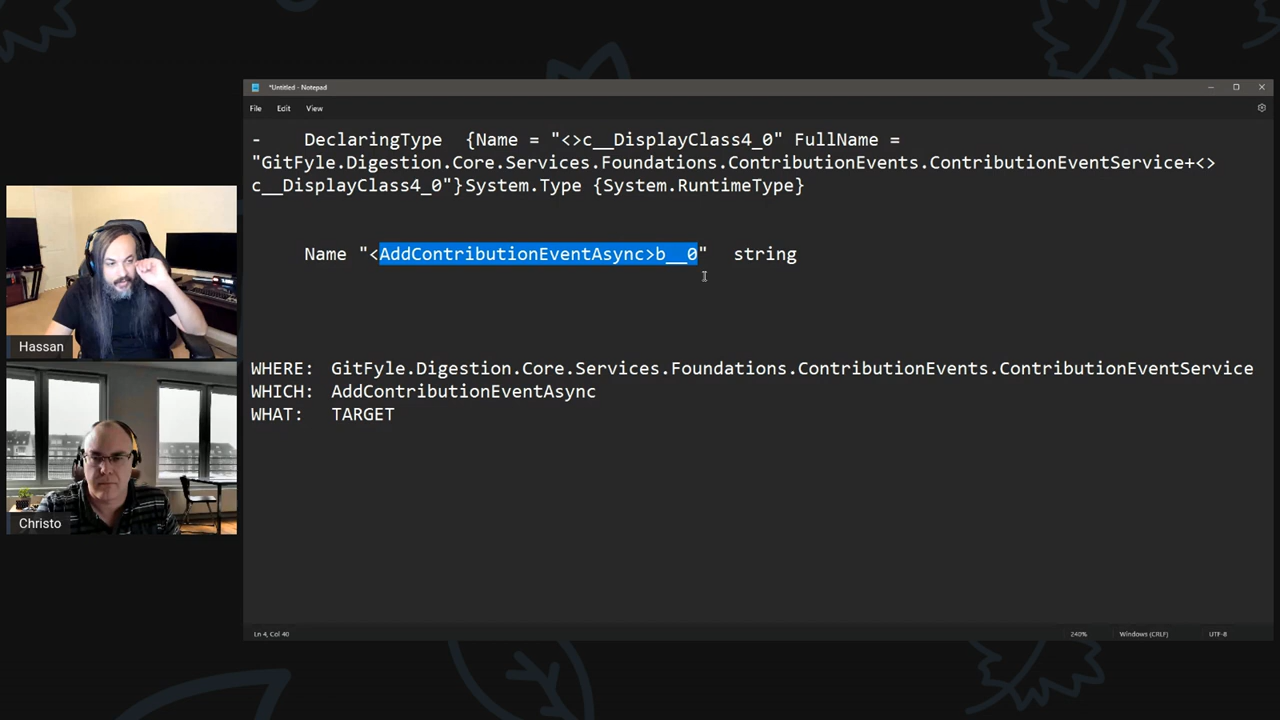 *Untitled - Notepad
File Edit View
- DeclaringType {Name = "<>c__DisplayClass4_0" FullName =
"GitFyle.Digestion.Core.Services.Foundations.ContributionEvents.ContributionEventService+<>
c__DisplayClass4_0"}System.Type {System.RuntimeType}
Name "<AddContributionEventAsync>b__0" string
WHERE: GitFyle.Digestion.Core.Services.Foundations.ContributionEvents.ContributionEventService
WHICH: AddContributionEventAsync
WHAT: TARGET
Hassan
Christo
Ln 4, Col 40
240%
Windows (CRLF)
UTF-8